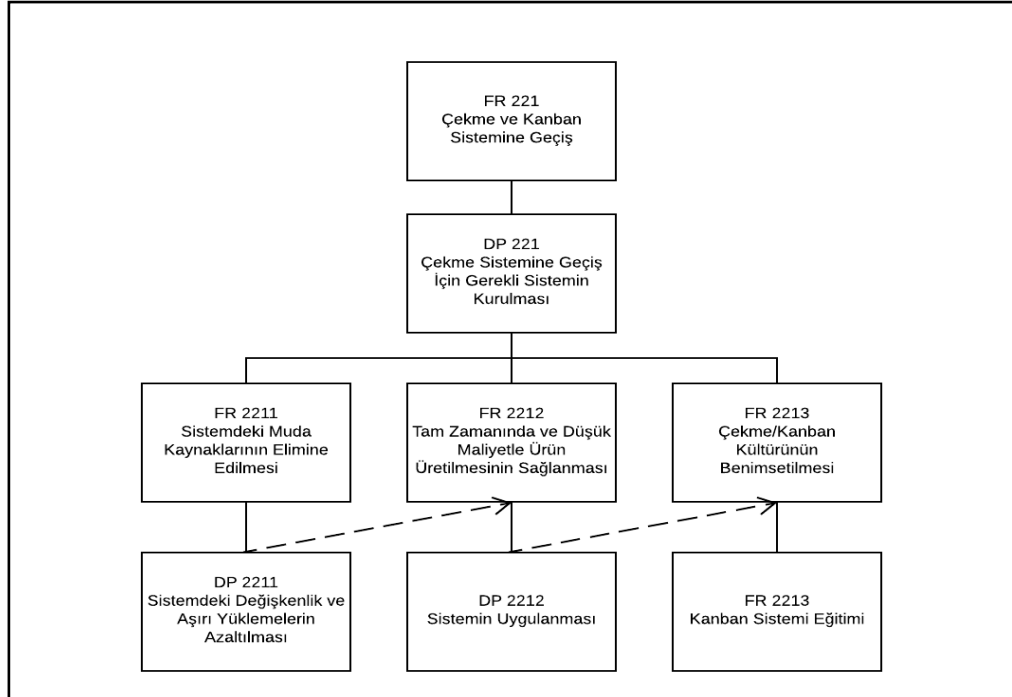 FR 221
Çekme ve Kanban
Sistemine Geçiş
DP 221
Çekme Sistemine Geçiş
İçin Gerekli Sistemin
Kurulması
FR 2211
Sistemdeki Muda
Kaynaklarının Elimine
Edilmesi
FR 2212
Tam Zamanında ve Düşük
Maliyetle Ürün
Üretilmesinin Sağlanması
FR 2213
Çekme/Kanban
Kültürünün
Benimsetilmesi
DP 2211
Sistemdeki Değişkenlik ve
Aşırı Yüklemelerin
Azaltılması
DP 2212
Sistemin Uygulanması
FR 2213
Kanban Sistemi Eğitimi